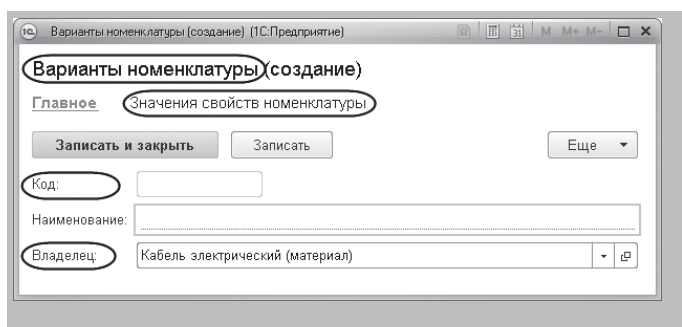 Варианты номенклатуры (создание) (1С:Предприятие)
M M+ M-
Варианты номенклатуры (создание)
Главное Значения свойств номенклатуры
Записать и закрыть Записать Еще
Код:
Наименование:
Владелец: Кабель электрический (материал)